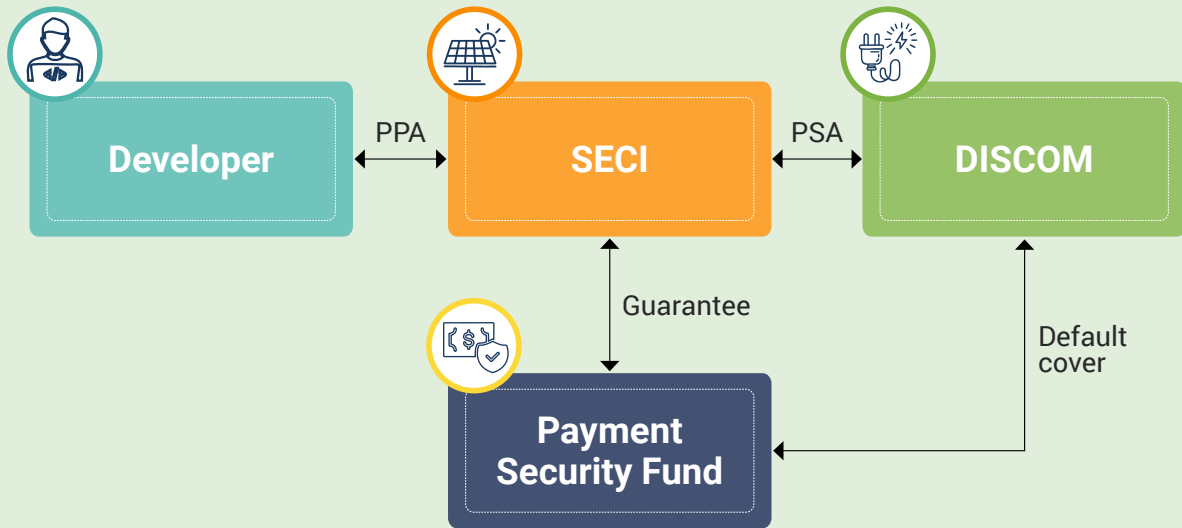 Developer
PPA
SECI
PSA
DISCOM
Guarantee
Default
cover
Payment
Security Fund